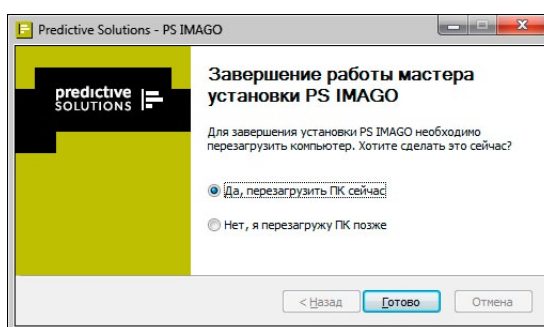 Predictive Solutions - PS IMAGO
predictive
SOLUTIONS
Завершение работы мастера
установки PS IMAGO
Для завершения установки PS IMAGO необходимо
перезагрузить компьютер. Хотите сделать это сейчас?
Да, перезагрузить ПК сейчас
Нет, я перезагружу ПК позже
< Назад
Готово
Отмена